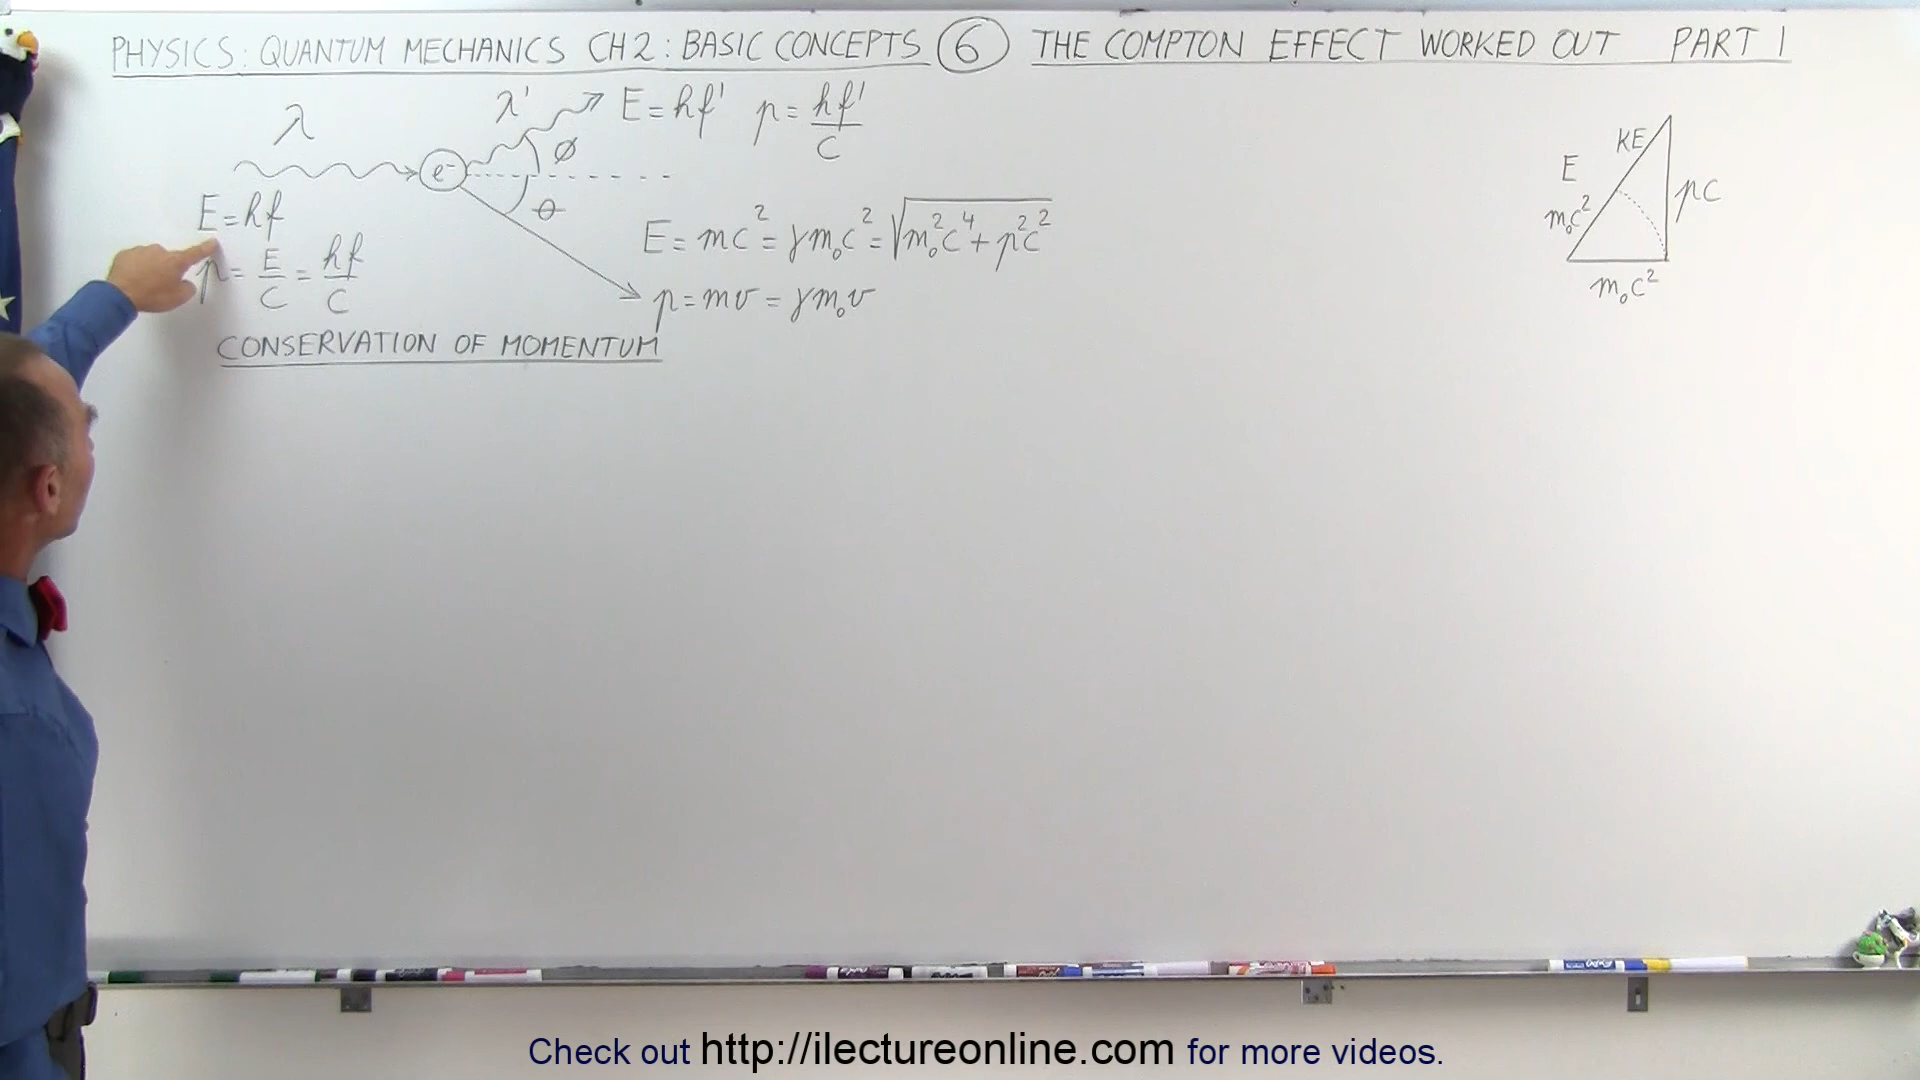 PHYSICS: QUANTUM MECHANICS CH 2: BASIC CONCEPTS 6 THE COMPTON EFFECT WORKED OUT PART 1
λ
λ'
E = hf' p = hf'/C
e⁻
ø
θ
E = hf
p = E/C = hf/C
E = mc² = γm₀c² = √(m₀²c⁴ + p²c²)
p = mv = γm₀v
KE
E
m₀c²
pc
m₀c²
CONSERVATION OF MOMENTUM
Check out http://ilectureonline.com for more videos.